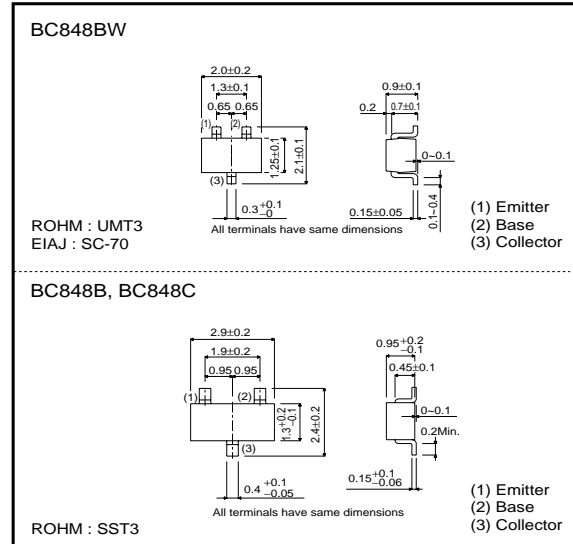 BC848BW
2.0±0.2
1.3±0.1
0.65 0.65
(1) (2)
(3)
1.25±0.1
2.1±0.1
0.3 +0.1 −0
0.9±0.1
0.2 0.7±0.1
0~0.1
0.1~0.4
0.15±0.05
All terminals have same dimensions
ROHM : UMT3
EIAJ : SC-70
(1) Emitter
(2) Base
(3) Collector
BC848B, BC848C
2.9±0.2
1.9±0.2
0.95 0.95
(1) (2)
(3)
1.3 +0.2 −0.1
2.4±0.2
0.4 +0.1 −0.05
0.95 +0.2 −0.1
0.45±0.1
0~0.1
0.2Min.
0.15 +0.1 −0.06
All terminals have same dimensions
ROHM : SST3
(1) Emitter
(2) Base
(3) Collector